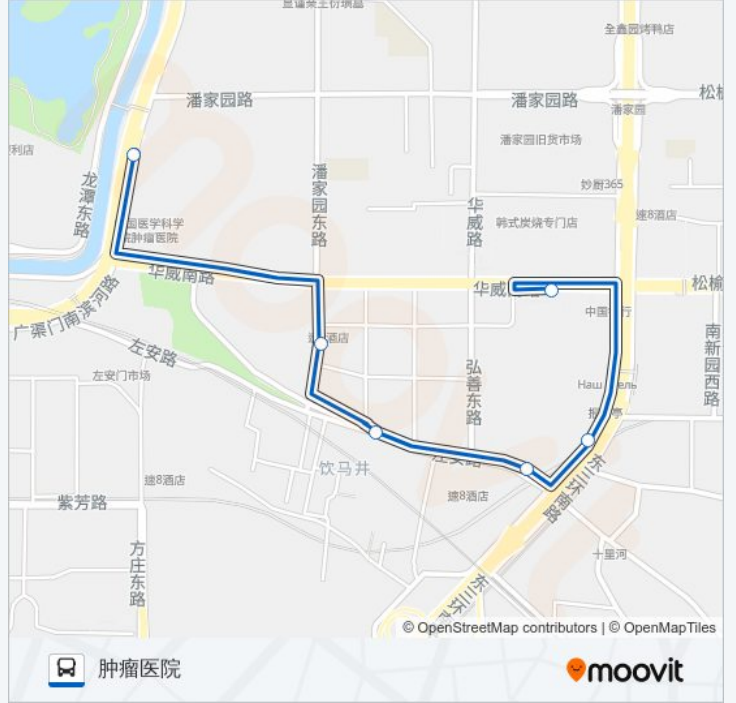 全鑫园烤鸭店
潘家园路
潘家园路
松榆
潘家园
潘家园旧货市场
龙潭东路
潘家园东路
妙厨365
华威路
速8酒店
韩式炭烧专门店
国医学科学
院肿瘤医院
华威南路
华威
松榆
广渠门南滨河路
中国
行
酒店
南新园西路
左安路
左安门市场
弘善东路
饮马井
速8酒店
速8酒店
东三环南路
紫芳路
方庄东路
十里河
东三环
© OpenStreetMap contributors | © OpenMapTiles
肿瘤医院
moovit